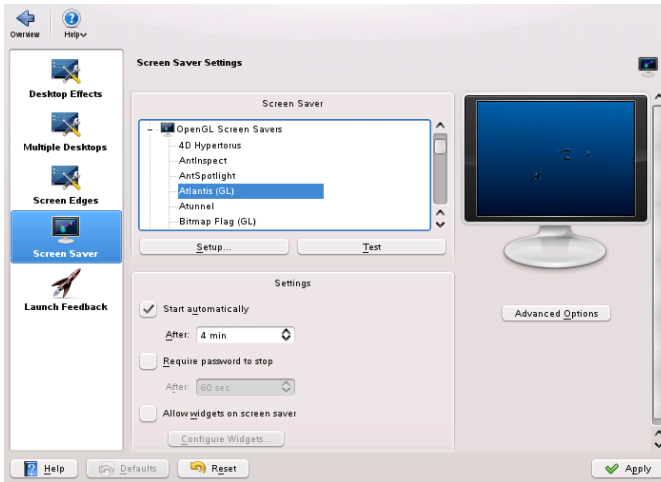 Overview
Help
Screen Saver Settings
Desktop Effects
Multiple Desktops
Screen Edges
Screen Saver
Launch Feedback
Screen Saver
OpenGL Screen Savers
4D Hypertorus
AntInspect
AntSpotlight
Atlantis (GL)
Atunnel
Bitmap Flag (GL)
Setup...
Test
Settings
Start automatically
After: 4 min
Require password to stop
After: 60 sec
Allow widgets on screen saver
Configure Widgets...
Advanced Options
Help
Defaults
Reset
Apply